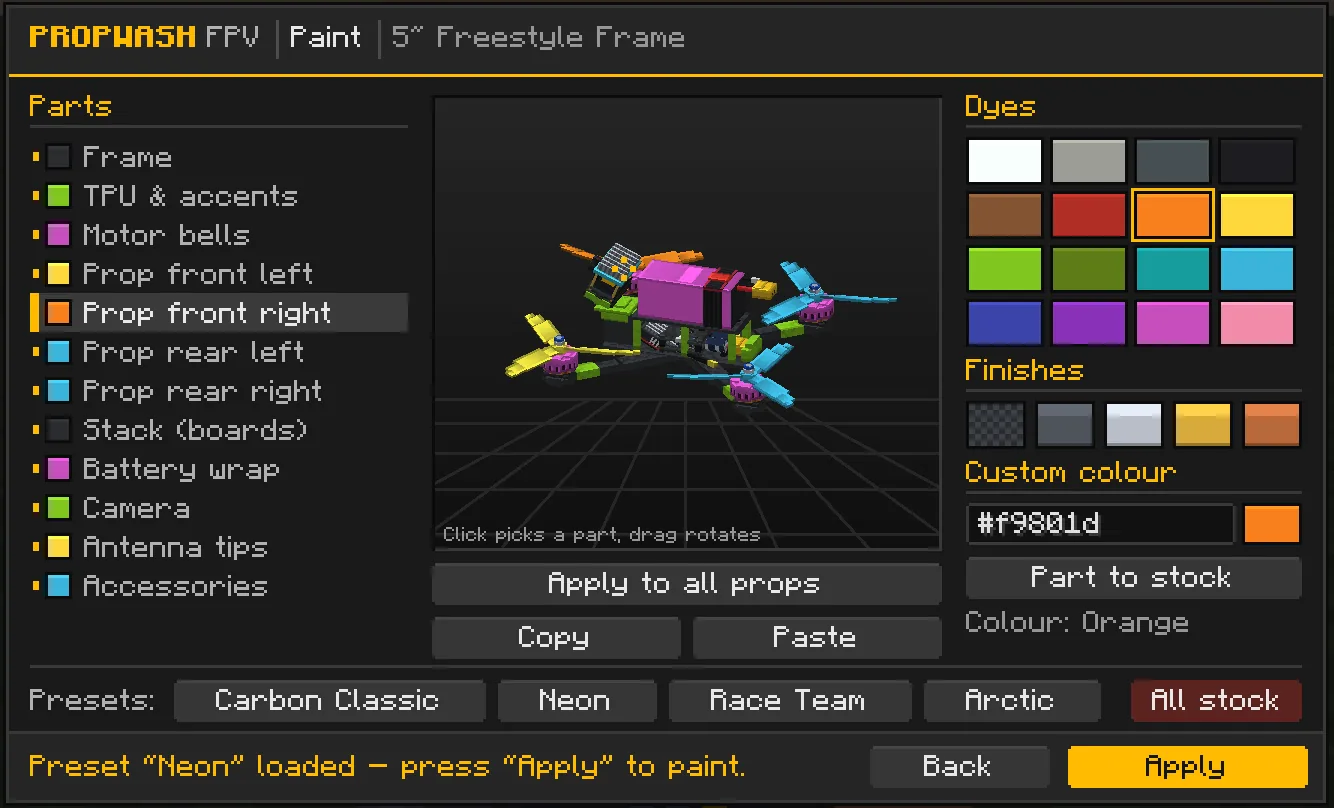 PROPWASH FPV | Paint | 5" Freestyle Frame
Parts
Frame
TPU & accents
Motor bells
Prop front left
Prop front right
Prop rear left
Prop rear right
Stack (boards)
Battery wrap
Camera
Antenna tips
Accessories
Click picks a part, drag rotates
Apply to all props
Copy
Paste
Dyes
Finishes
Custom colour
#f9801d
Part to stock
Colour: Orange
Presets:
Carbon Classic
Neon
Race Team
Arctic
All stock
Preset "Neon" loaded — press "Apply" to paint.
Back
Apply